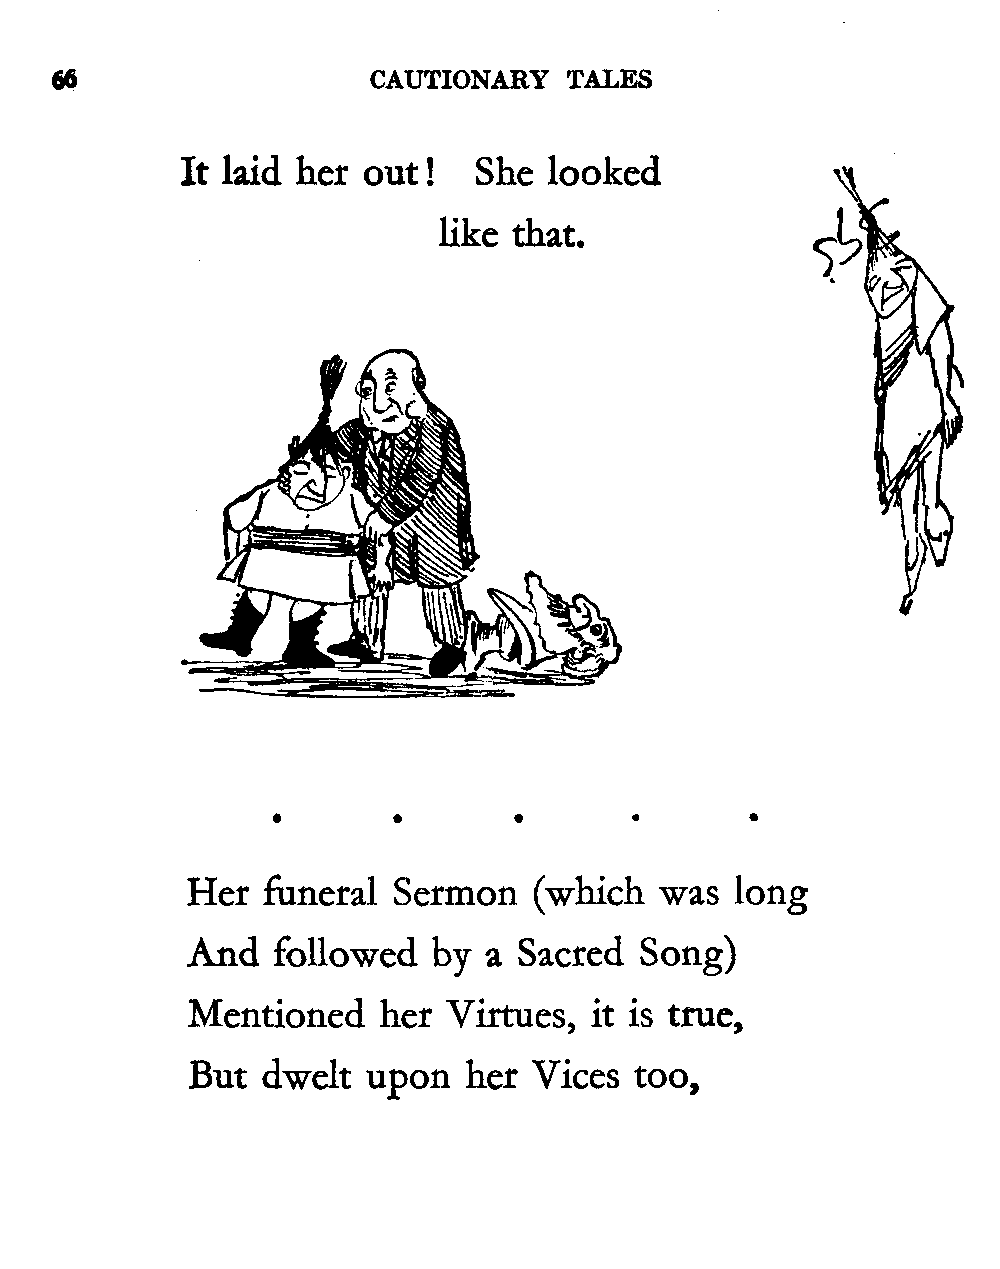 66 CAUTIONARY TALES
It laid her out! She looked
like that.
Her funeral Sermon (which was long
And followed by a Sacred Song)
Mentioned her Virtues, it is true,
But dwelt upon her Vices too,